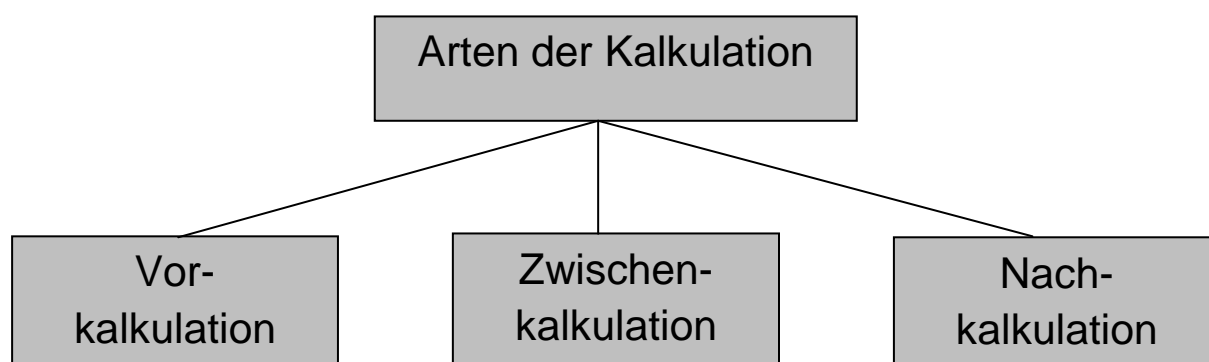 Arten der Kalkulation
Vor-
kalkulation
Zwischen-
kalkulation
Nach-
kalkulation